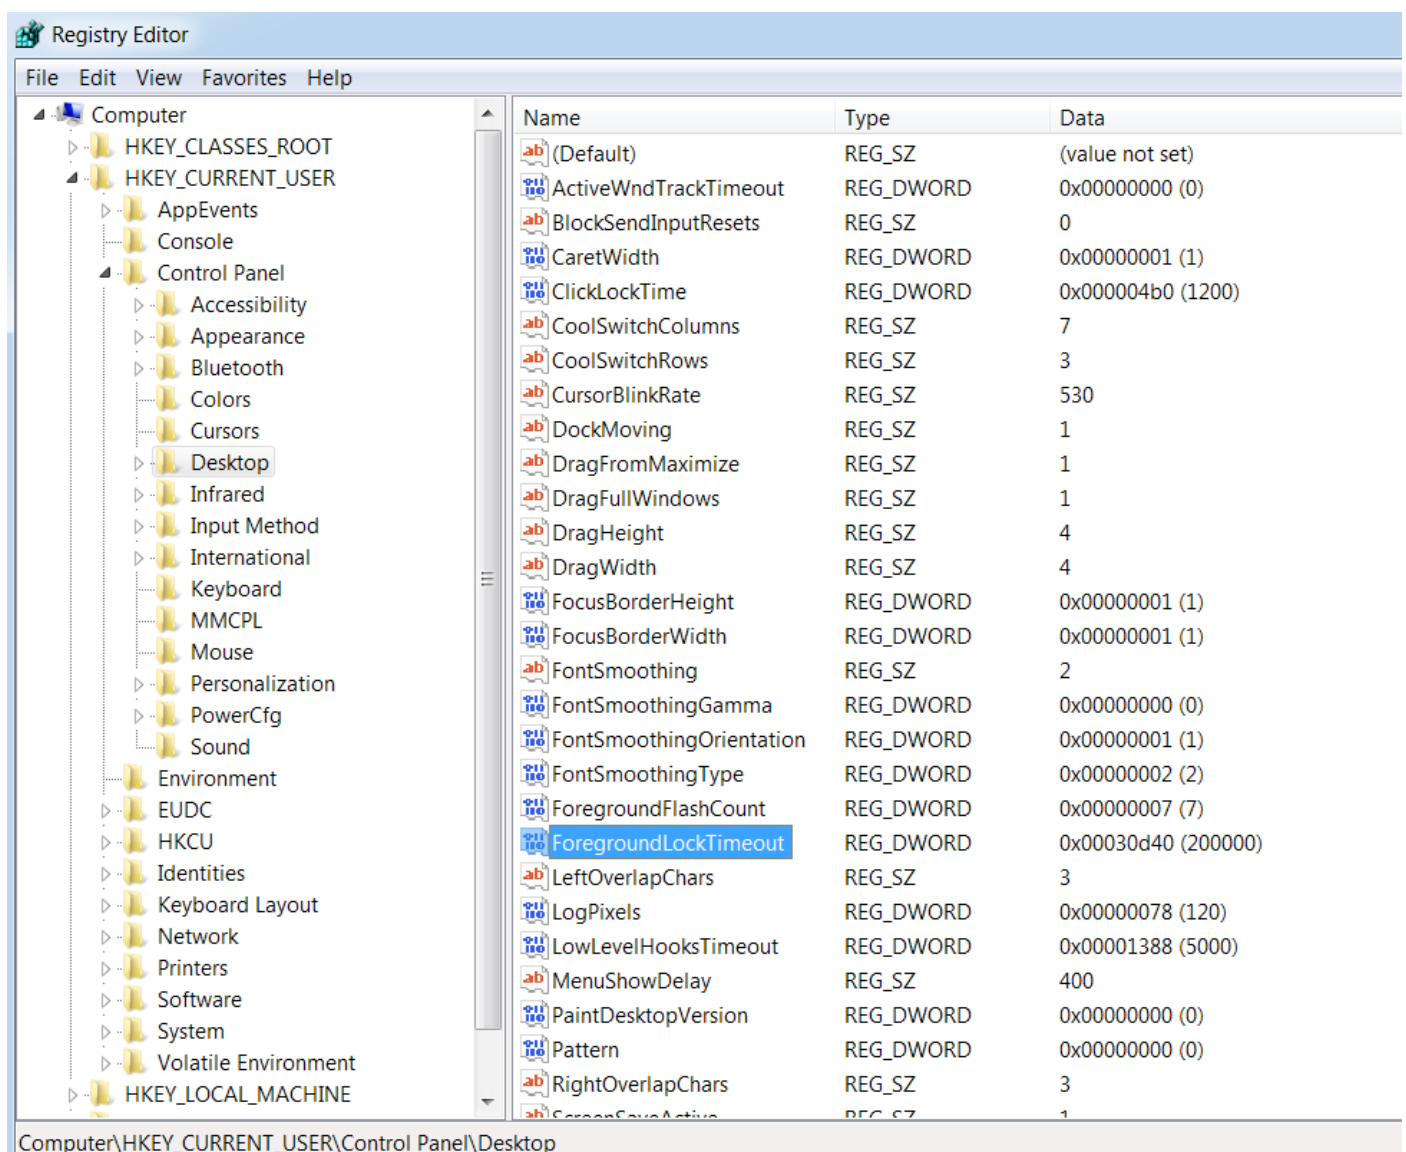 Registry Editor
File Edit View Favorites Help
Computer
HKEY_CLASSES_ROOT
HKEY_CURRENT_USER
AppEvents
Console
Control Panel
Accessibility
Appearance
Bluetooth
Colors
Cursors
Desktop
Infrared
Input Method
International
Keyboard
MMCPL
Mouse
Personalization
PowerCfg
Sound
Environment
EUDC
HKCU
Identities
Keyboard Layout
Network
Printers
Software
System
Volatile Environment
HKEY_LOCAL_MACHINE
Name Type Data
(Default) REG_SZ (value not set)
ActiveWndTrackTimeout REG_DWORD 0x00000000 (0)
BlockSendInputResets REG_SZ 0
CaretWidth REG_DWORD 0x00000001 (1)
ClickLockTime REG_DWORD 0x000004b0 (1200)
CoolSwitchColumns REG_SZ 7
CoolSwitchRows REG_SZ 3
CursorBlinkRate REG_SZ 530
DockMoving REG_SZ 1
DragFromMaximize REG_SZ 1
DragFullWindows REG_SZ 1
DragHeight REG_SZ 4
DragWidth REG_SZ 4
FocusBorderHeight REG_DWORD 0x00000001 (1)
FocusBorderWidth REG_DWORD 0x00000001 (1)
FontSmoothing REG_SZ 2
FontSmoothingGamma REG_DWORD 0x00000000 (0)
FontSmoothingOrientation REG_DWORD 0x00000001 (1)
FontSmoothingType REG_DWORD 0x00000002 (2)
ForegroundFlashCount REG_DWORD 0x00000007 (7)
ForegroundLockTimeout REG_DWORD 0x00030d40 (200000)
LeftOverlapChars REG_SZ 3
LogPixels REG_DWORD 0x00000078 (120)
LowLevelHooksTimeout REG_DWORD 0x00001388 (5000)
MenuShowDelay REG_SZ 400
PaintDesktopVersion REG_DWORD 0x00000000 (0)
Pattern REG_DWORD 0x00000000 (0)
RightOverlapChars REG_SZ 3
ScreenSaveActive REG_SZ 1
Computer\HKEY_CURRENT_USER\Control Panel\Desktop